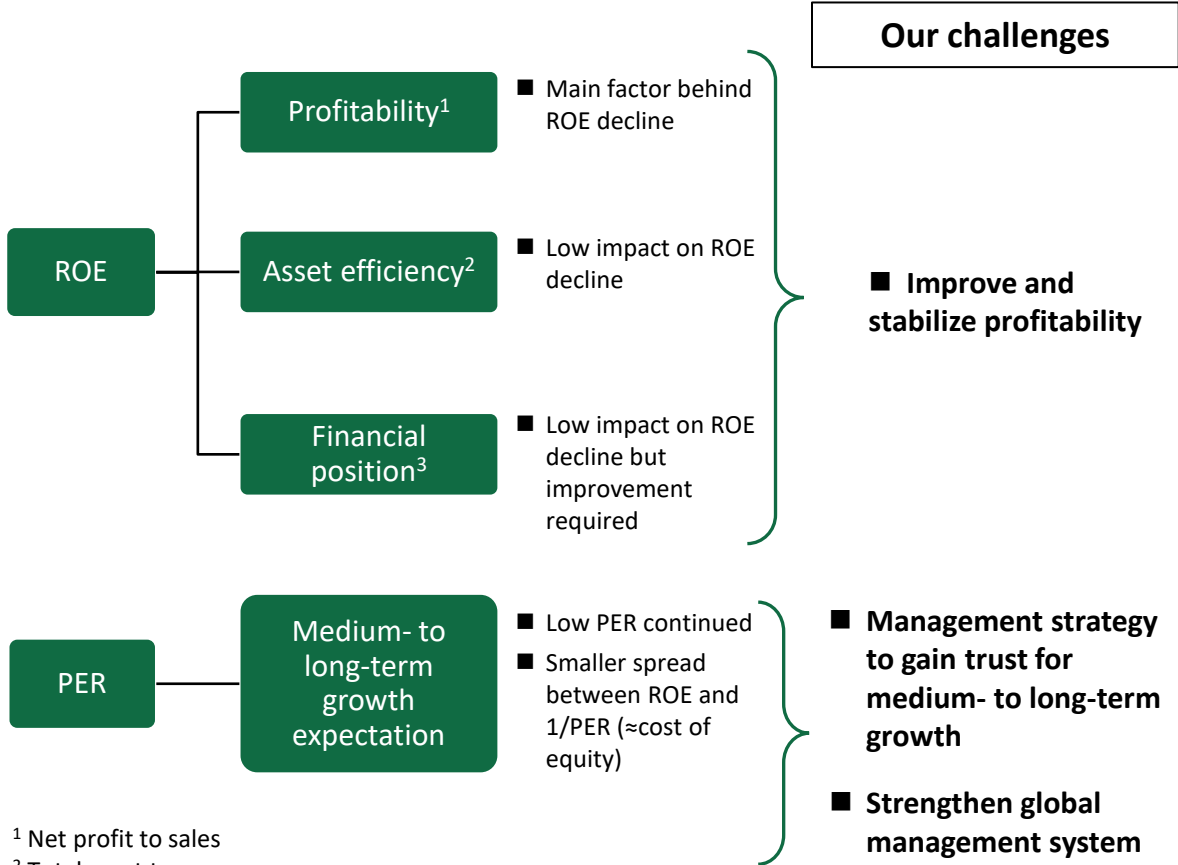 Our challenges
ROE
Profitability1
■ Main factor behind
ROE decline
Asset efficiency2
■ Low impact on ROE
decline
Financial
position3
■ Low impact on ROE
decline but
improvement
required
■ Improve and
stabilize profitability
PER
Medium- to
long-term
growth
expectation
■ Low PER continued
■ Smaller spread
between ROE and
1/PER (≈cost of
equity)
■ Management strategy
to gain trust for
medium- to long-term
growth
■ Strengthen global
management system
1 Net profit to sales